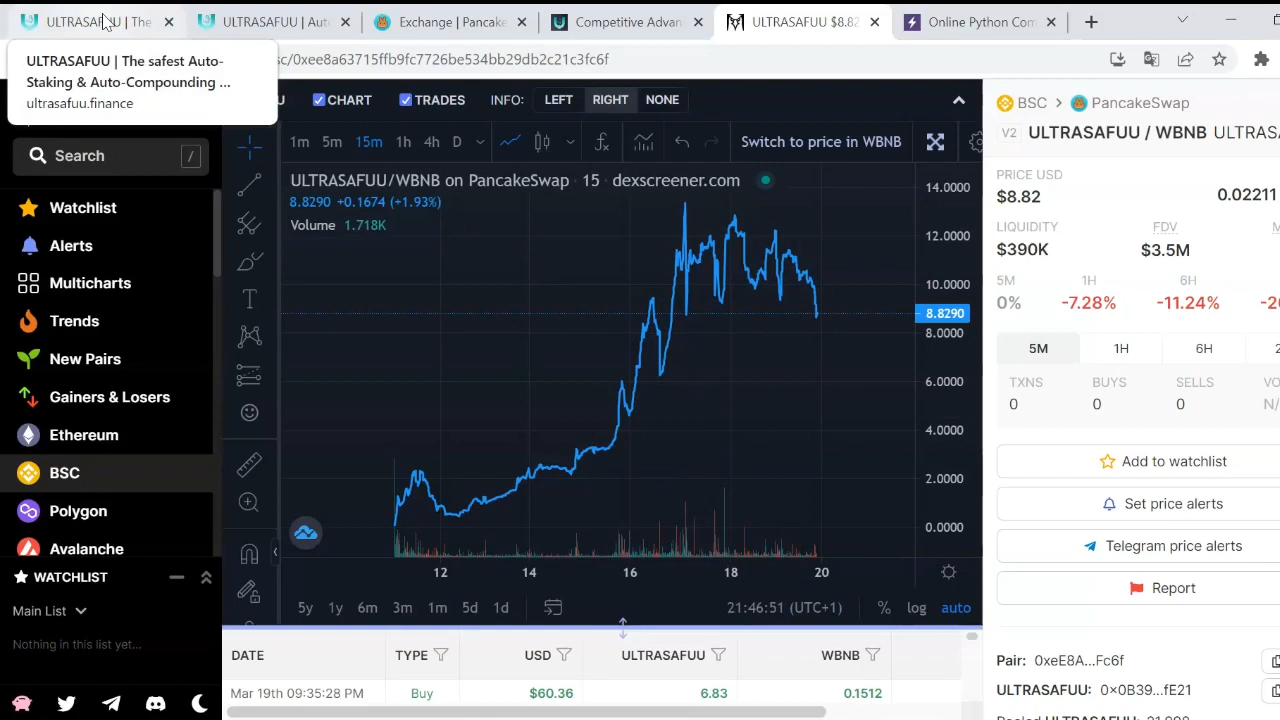 ULTRASAFUU | The
ULTRASAFUU | Aut
Exchange | Pancake
Competitive Advan
ULTRASAFUU $8.82
Online Python Com
ULTRASAFUU | The safest Auto-
Staking & Auto-Compounding ...
ultrasafuu.finance
sc/0xee8a63715ffb9fc7726be534bb29db2c21c3fc6f
U
CHART
TRADES
INFO:
LEFT
RIGHT
NONE
Search
/
Watchlist
Alerts
Multicharts
Trends
New Pairs
Gainers & Losers
Ethereum
BSC
Polygon
Avalanche
WATCHLIST
Main List
Nothing in this list yet...
1m 5m 15m 1h 4h D
Switch to price in WBNB
ULTRASAFUU/WBNB on PancakeSwap · 15 · dexscreener.com
8.8290 +0.1674 (+1.93%)
Volume 1.718K
14.0000
12.0000
10.0000
8.8290
8.0000
6.0000
4.0000
2.0000
0.0000
12 14 16 18 20
5y 1y 6m 3m 1m 5d 1d
21:46:51 (UTC+1)
% log auto
DATE TYPE USD ULTRASAFUU WBNB
Mar 19th 09:35:28 PM Buy $60.36 6.83 0.1512
BSC > PancakeSwap
V2 ULTRASAFUU / WBNB ULTRASA
PRICE USD
$8.82 0.02211
LIQUIDITY FDV M
$390K $3.5M
5M 1H 6H
0% -7.28% -11.24% -20
5M 1H 6H 2
TXNS BUYS SELLS VO
0 0 0 N/
Add to watchlist
Set price alerts
Telegram price alerts
Report
Pair: 0xeE8A...Fc6f
ULTRASAFUU: 0x0B39...fE21